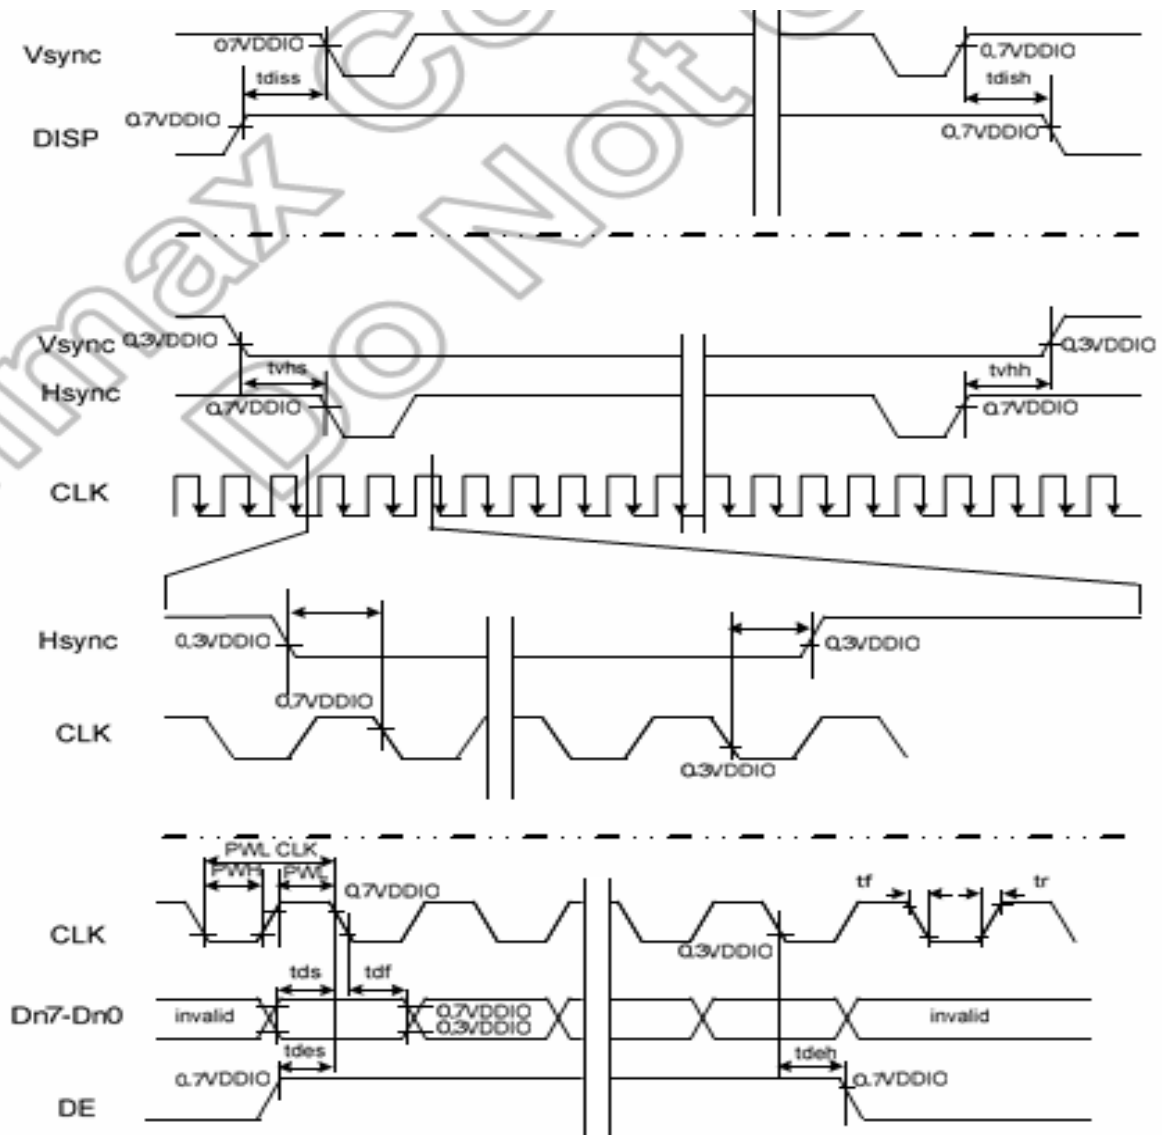 Vsync 07VDDIO 0.7VDDIO
tdiss tdish
DISP 0.7VDDIO 0.7VDDIO
Vsync 0.3VDDIO 0.3VDDIO
tvhs tvhh
Hsync 0.7VDDIO 0.7VDDIO
CLK
Hsync 0.3VDDIO 0.3VDDIO
0.7VDDIO
CLK
0.3VDDIO
PWL CLK
PWH PWL
0.7VDDIO tf tr
CLK
0.3VDDIO
tds tdf
Dn7-Dn0 invalid 0.7VDDIO invalid
0.3VDDIO
tdes tdeh
0.7VDDIO 0.7VDDIO
DE
Do Not